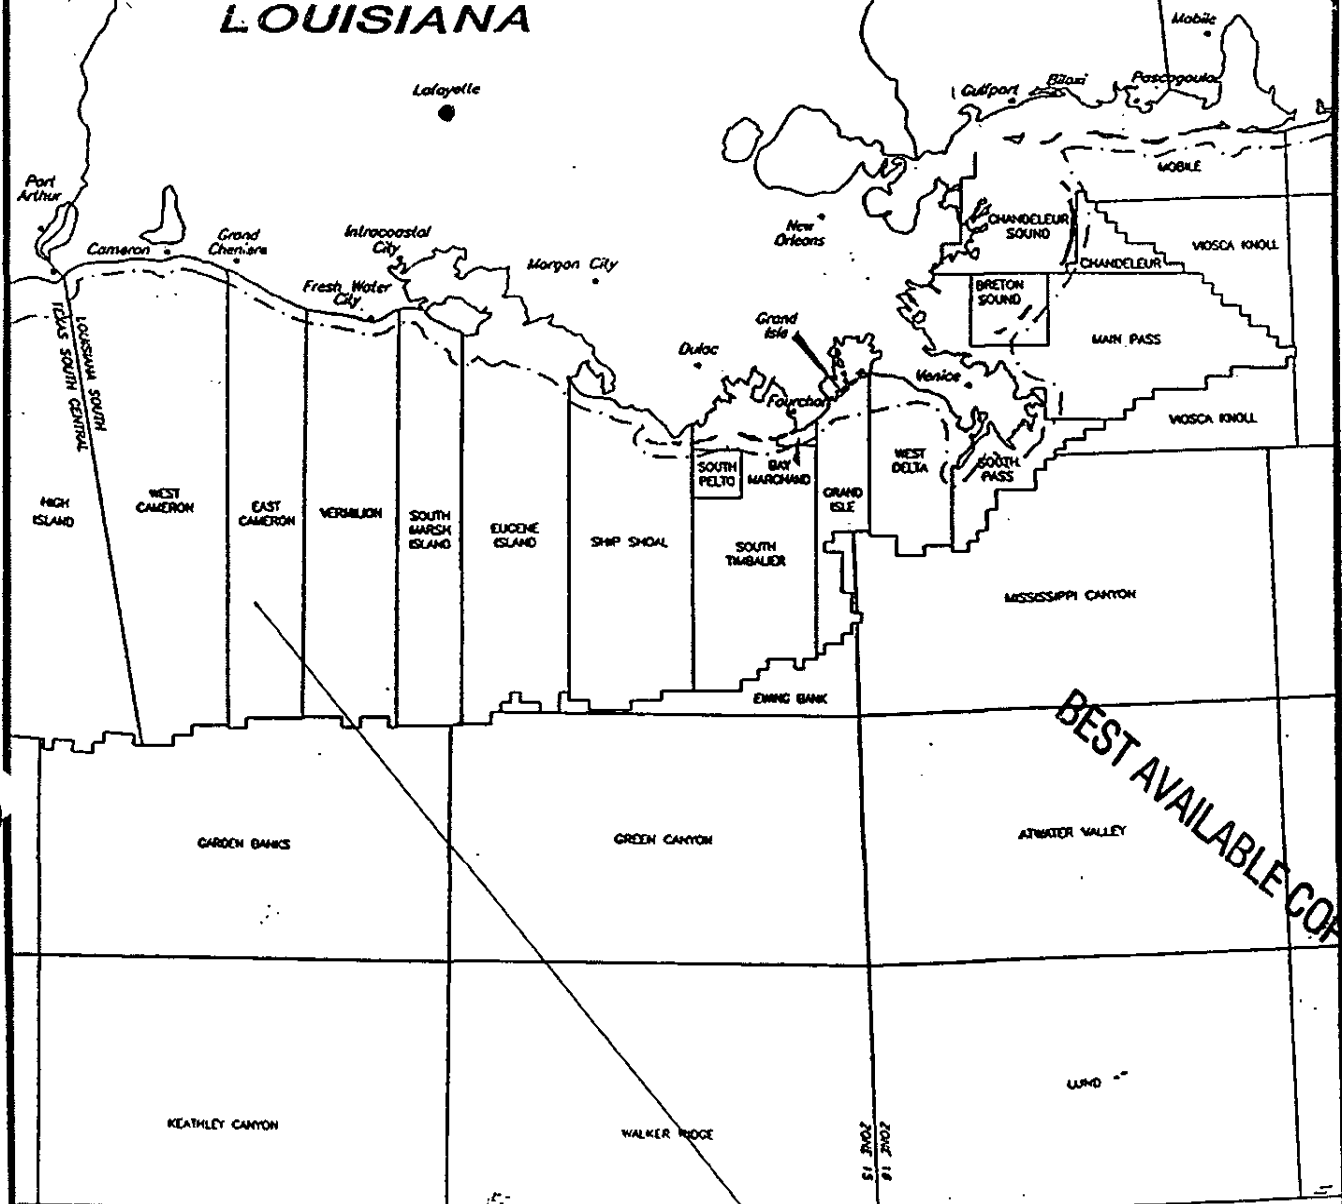 LOUISIANA
Mobile
Lafayette
Gulfport
Biloxi
Pascagoula
MOBILE
Port
Arthur
Cameron
Grand
Cheniere
Intracoastal
City
New
Orleans
CHANDELEUR
SOUND
VIOSCA KNOLL
CHANDELEUR
Fresh Water
City
Morgan City
BRETON
SOUND
LOUISIANA SOUTH
TEXAS SOUTH CENTRAL
Grand
Isle
Dulac
MAIN PASS
Venice
Fourchon
VIOSCA KNOLL
HIGH
ISLAND
WEST
CAMERON
EAST
CAMERON
VERMILION
SOUTH
MARSH
ISLAND
EUGENE
ISLAND
SHIP SHOAL
SOUTH
PELTO
BAY
MARCHAND
SOUTH
TIMBALIER
GRAND
ISLE
WEST
DELTA
SOUTH
PASS
MISSISSIPPI CANYON
EWING BANK
BEST AVAILABLE COP
GARDEN BANKS
GREEN CANYON
ATWATER VALLEY
KEATHLEY CANYON
WALKER RIDGE
LUND
ZONE 16
ZONE 15